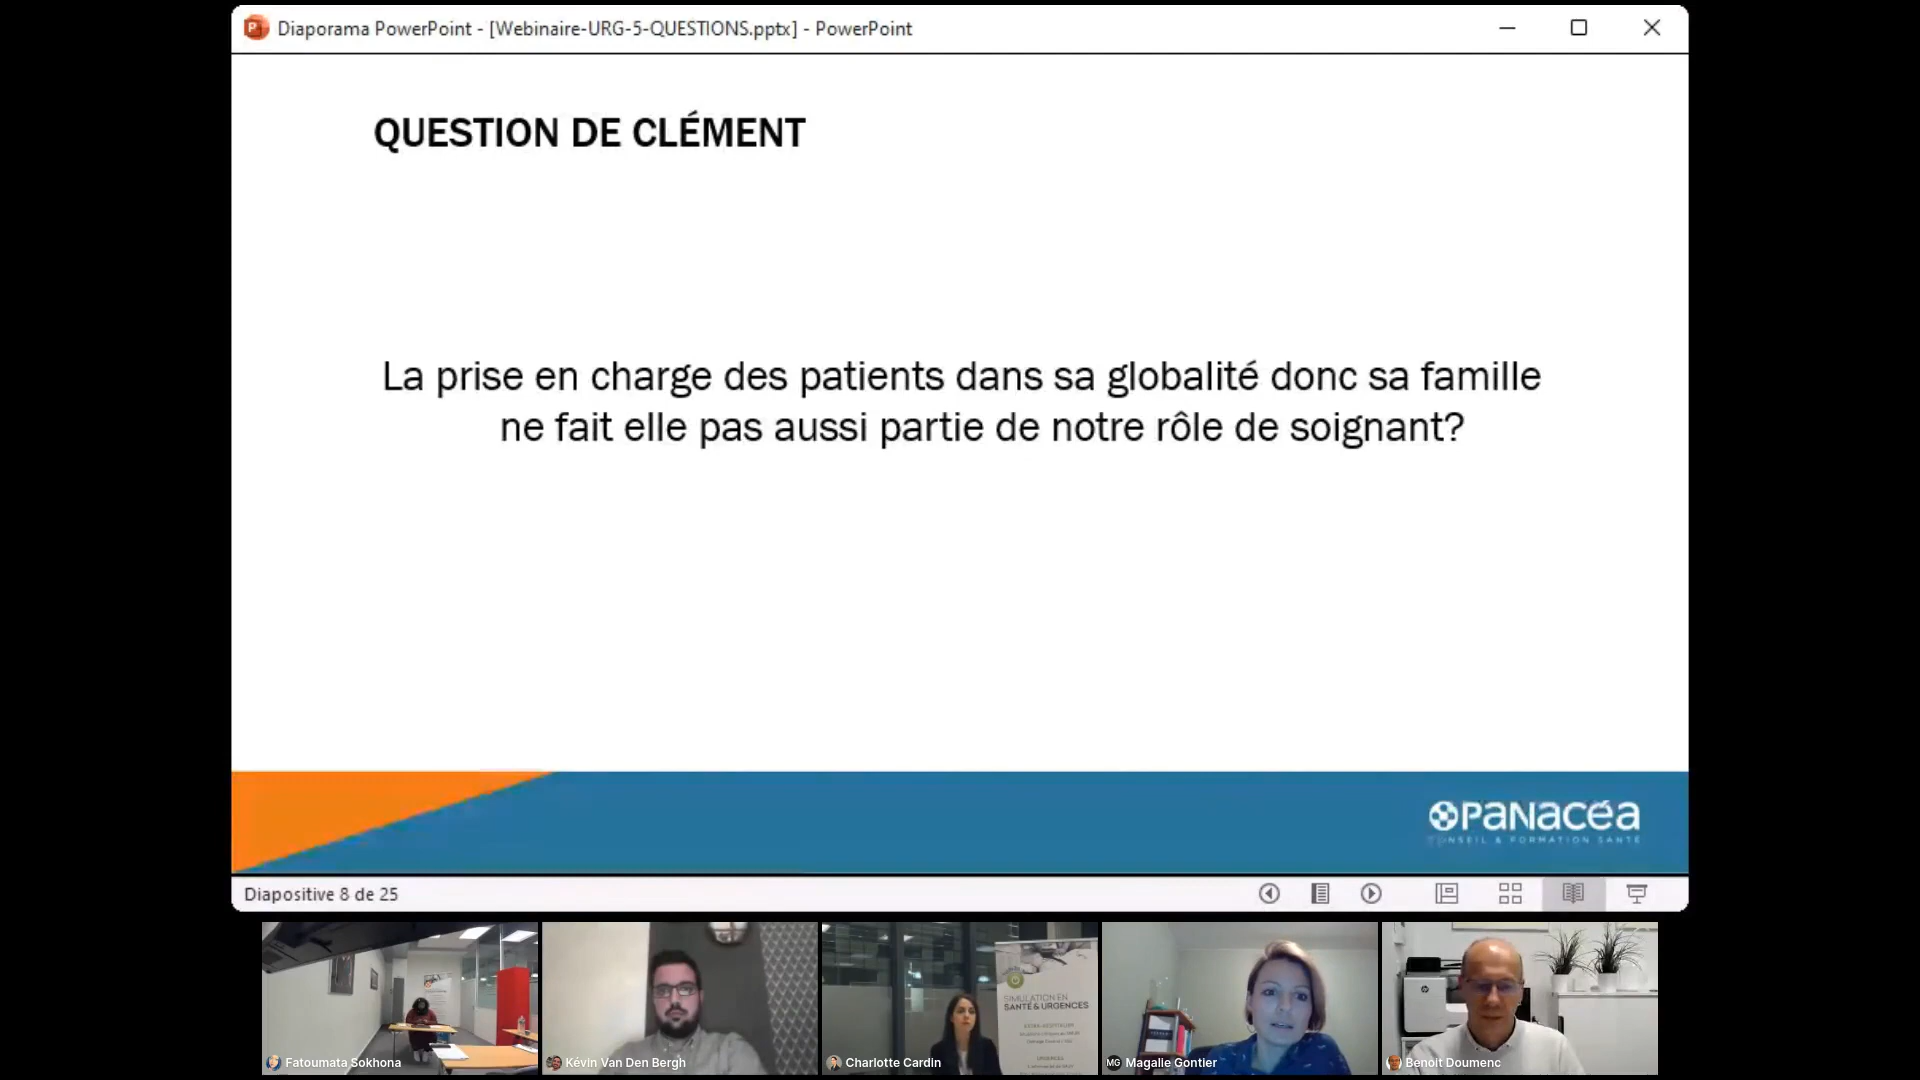 Diaporama PowerPoint - [Webinaire-URG-5-QUESTIONS.pptx] - PowerPoint
QUESTION DE CLÉMENT
La prise en charge des patients dans sa globalité donc sa famille
ne fait elle pas aussi partie de notre rôle de soignant?
PANACéa
CONSEIL & FORMATION SANTÉ
Diapositive 8 de 25
SIMULATION EN
SANTÉ & URGENCES
Fatoumata Sokhona
Kévin Van Den Bergh
Charlotte Cardin
MG Magalie Gontier
Benoit Doumenc
hp